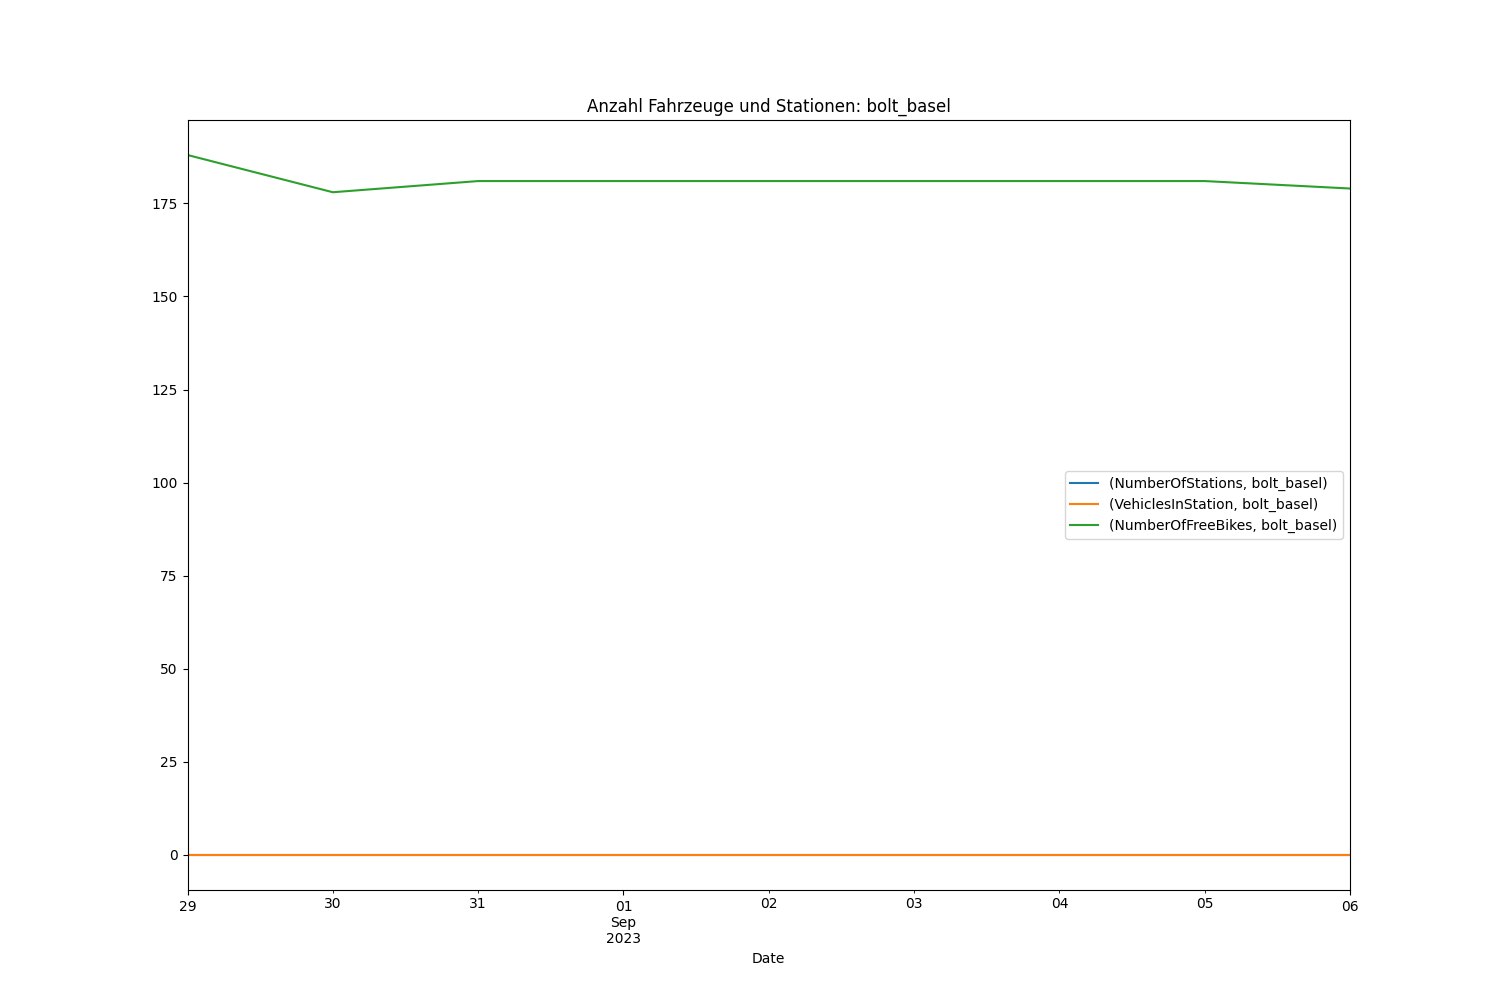 Anzahl Fahrzeuge und Stationen: bolt_basel
175
150
125
100
75
50
25
0
(NumberOfStations, bolt_basel)
(VehiclesInStation, bolt_basel)
(NumberOfFreeBikes, bolt_basel)
29 30 31 01 02 03 04 05 06
Sep
2023
Date